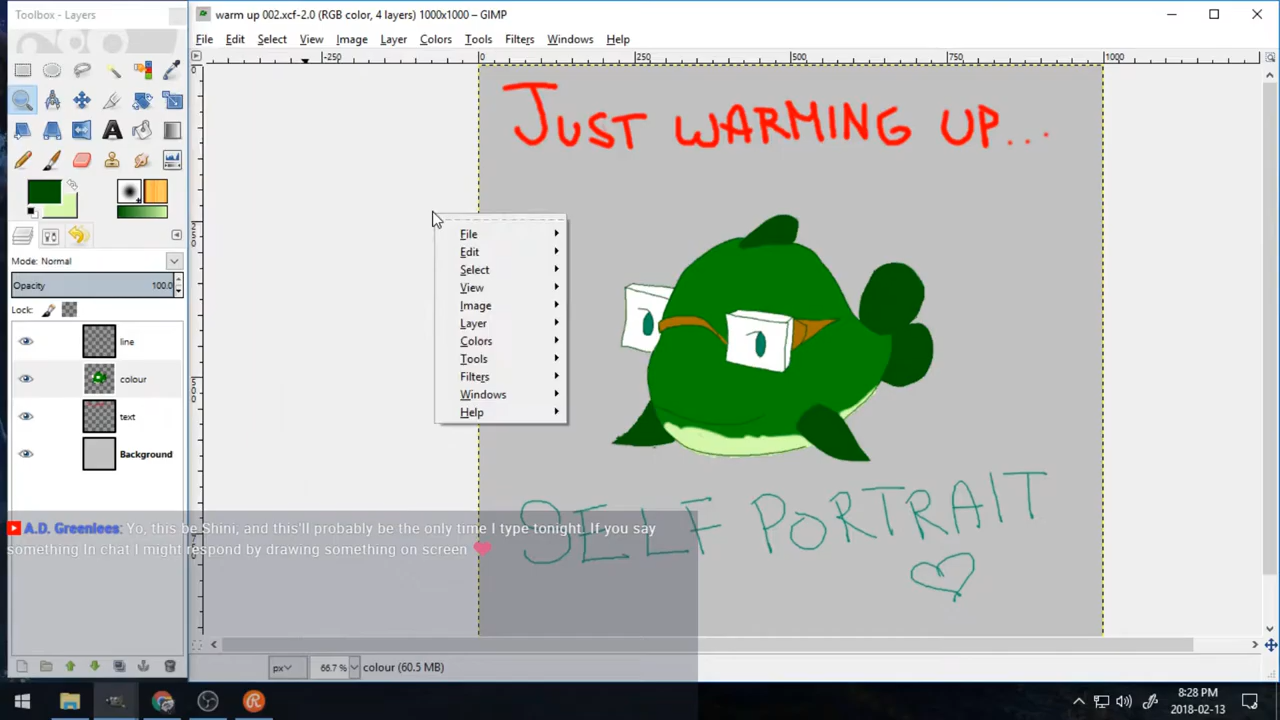 Toolbox - Layers
warm up 002.xcf-2.0 (RGB color, 4 layers) 1000x1000 – GIMP
File Edit Select View Image Layer Colors Tools Filters Windows Help
-250 0 250 500 750 1000
JUST WARMING UP...
File
Edit
Select
View
Image
Layer
Colors
Tools
Filters
Windows
Help
Mode: Normal
Opacity 100.0
Lock:
line
colour
text
Background
SELF PORTRAIT
A.D. Greenlees: Yo, this be Shini, and this'll probably be the only time I type tonight. If you say
something In chat I might respond by drawing something on screen
px 66.7 % colour (60.5 MB)
8:28 PM
2018-02-13